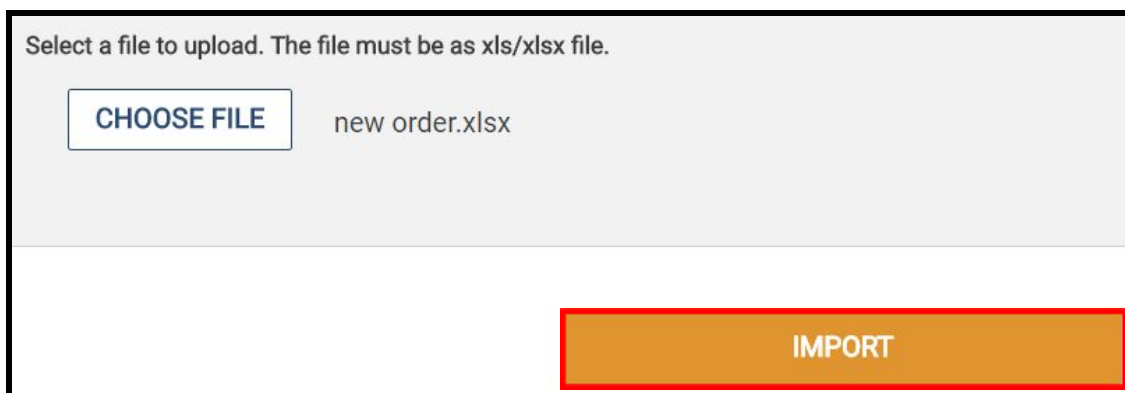 Select a file to upload. The file must be as xls/xlsx file.
CHOOSE FILE new order.xlsx
IMPORT